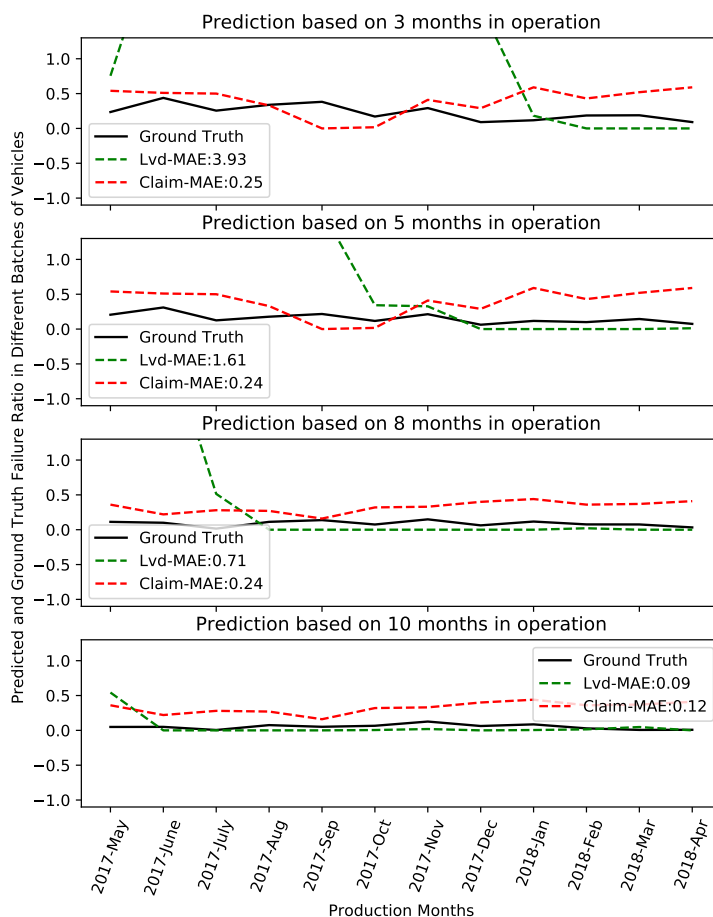 Prediction based on 3 months in operation
1.0
0.5
0.0
−0.5
−1.0
Ground Truth
Lvd-MAE:3.93
Claim-MAE:0.25
Prediction based on 5 months in operation
1.0
0.5
0.0
−0.5
−1.0
Ground Truth
Lvd-MAE:1.61
Claim-MAE:0.24
Prediction based on 8 months in operation
1.0
0.5
0.0
−0.5
−1.0
Ground Truth
Lvd-MAE:0.71
Claim-MAE:0.24
Prediction based on 10 months in operation
1.0
0.5
0.0
−0.5
−1.0
Ground Truth
Lvd-MAE:0.09
Claim-MAE:0.12
Predicted and Ground Truth Failure Ratio in Different Batches of Vehicles
2017-May
2017-June
2017-July
2017-Aug
2017-Sep
2017-Oct
2017-Nov
2017-Dec
2018-Jan
2018-Feb
2018-Mar
2018-Apr
Production Months